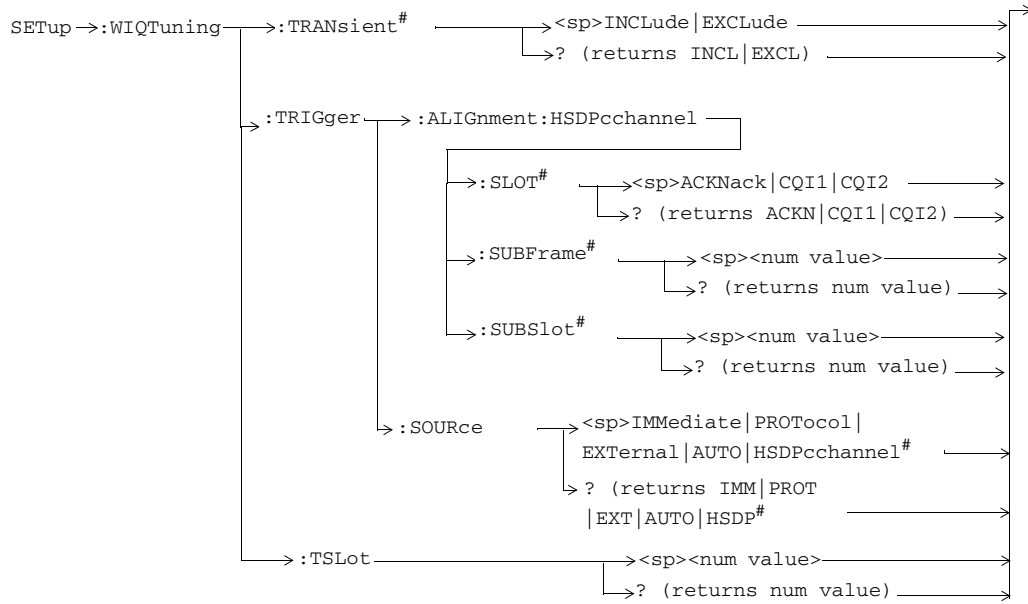 SETup :WIQTuning :TRANsient# <sp>INCLude|EXCLude
? (returns INCL|EXCL)
:TRIGger :ALIGnment:HSDPcchannel
:SLOT# <sp>ACKNack|CQI1|CQI2
? (returns ACKN|CQI1|CQI2)
:SUBFrame# <sp><num value>
? (returns num value)
:SUBSlot# <sp><num value>
? (returns num value)
:SOURce <sp>IMMediate|PROTocol|
EXTernal|AUTO|HSDPcchannel#
? (returns IMM|PROT
|EXT|AUTO|HSDP#
:TSLot <sp><num value>
? (returns num value)